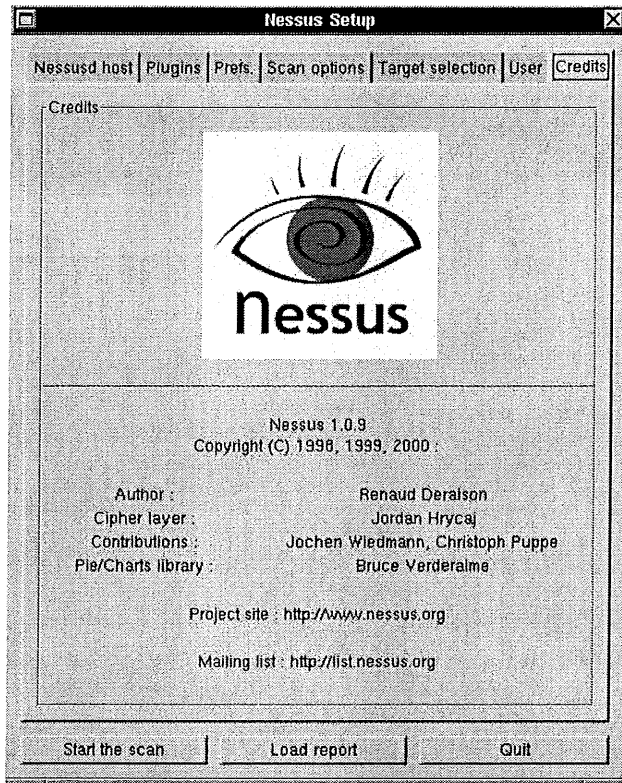 Nessus Setup
Nessusd host Plugins Prefs. Scan options Target selection User Credits
Credits
Nessus
Nessus 1.0.9
Copyright (C) 1998, 1999, 2000 :
Author : Renaud Deraison
Cipher layer : Jordan Hrycaj
Contributions : Jochen Wiedmann, Christoph Puppe
Pie/Charts library : Bruce Verderaime
Project site : http://www.nessus.org
Mailing list : http://list.nessus.org
Start the scan Load report Quit